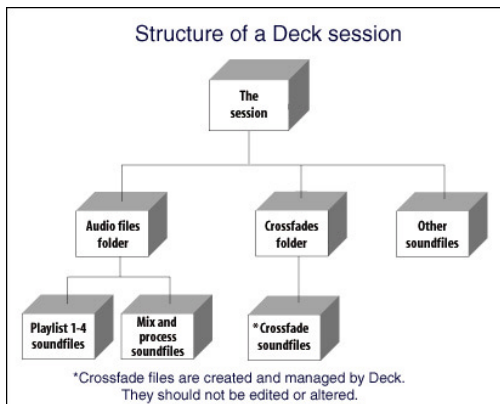 Structure of a Deck session
The
session
Audio files
folder
Crossfades
folder
Other
soundfiles
Playlist 1-4
soundfiles
Mix and
process
soundfiles
*Crossfade
soundfiles
*Crossfade files are created and managed by Deck.
They should not be edited or altered.